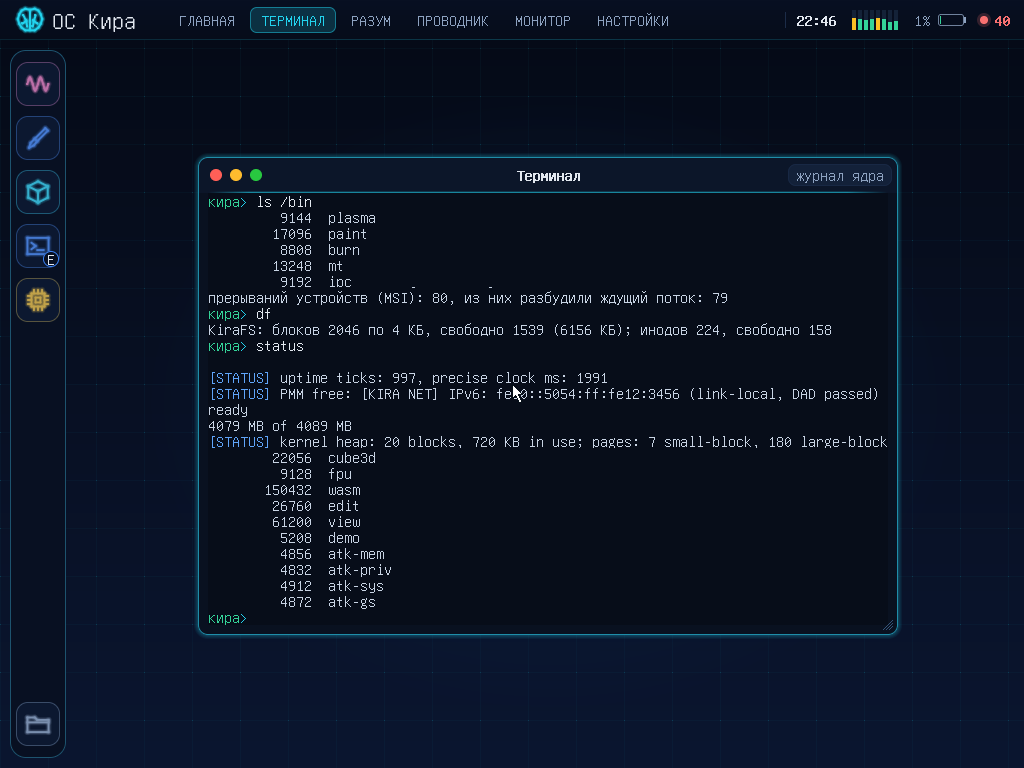 ОС Кира
ГЛАВНАЯ ТЕРМИНАЛ РАЗУМ ПРОВОДНИК МОНИТОР НАСТРОЙКИ
22:46 1% 40
E
Терминал
журнал ядра
кира> ls /bin
9144 plasma
17096 paint
8808 burn
13248 mt
9192 ipc
прерываний устройств (MSI): 80, из них разбудили ждущий поток: 79
кира> df
KiraFS: блоков 2046 по 4 КБ, свободно 1539 (6156 КБ); инодов 224, свободно 158
кира> status
[STATUS] uptime ticks: 997, precise clock ms: 1991
[STATUS] PMM free: [KIRA NET] IPv6: fe80::5054:ff:fe12:3456 (link-local, DAD passed)
ready
4079 MB of 4089 MB
[STATUS] kernel heap: 20 blocks, 720 KB in use; pages: 7 small-block, 180 large-block
22056 cube3d
9128 fpu
150432 wasm
26760 edit
61200 view
5208 demo
4856 atk-mem
4832 atk-priv
4912 atk-sys
4872 atk-gs
кира>